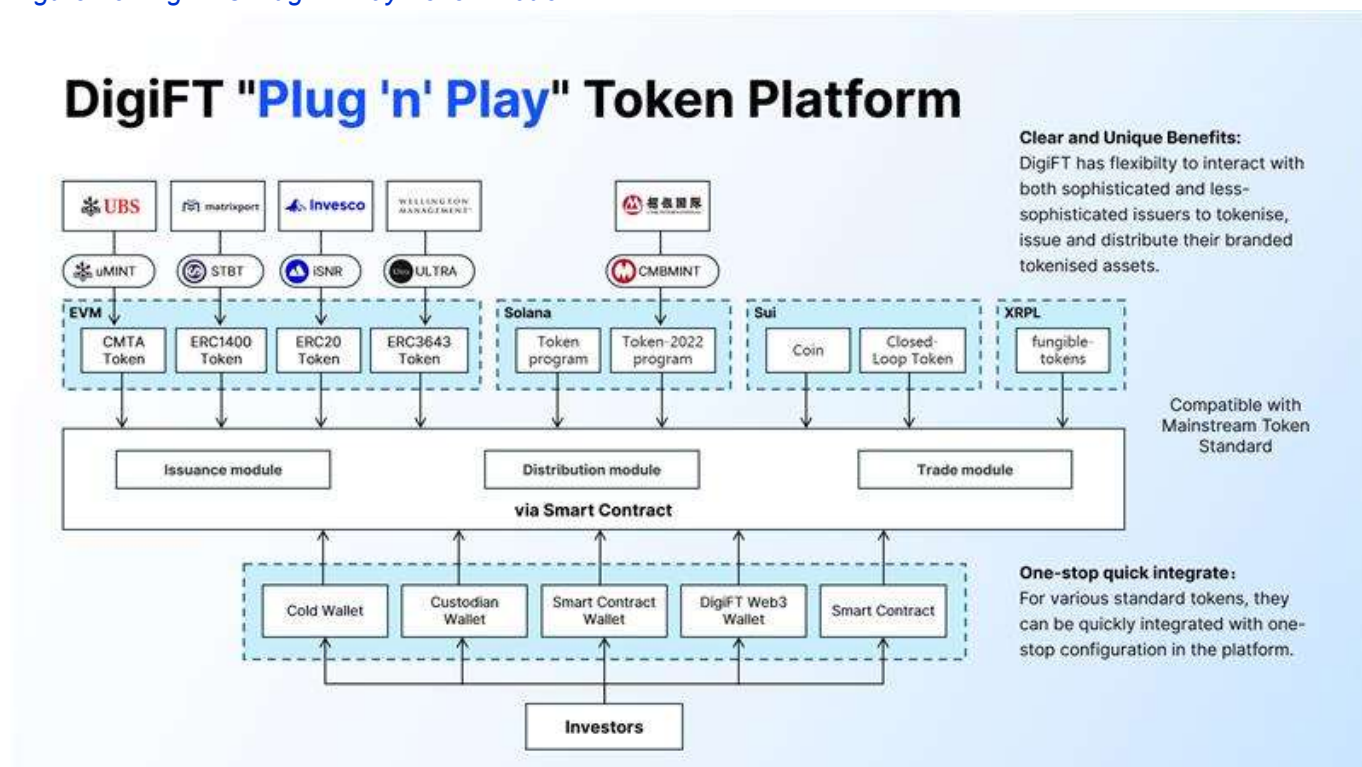 DigiFT "Plug 'n' Play" Token Platform
Clear and Unique Benefits:
DigiFT has flexibilty to interact with
both sophisticated and less-
sophisticated issuers to tokenise,
issue and distribute their branded
tokenised assets.
UBS
matrixport
Invesco
WELLINGTON
MANAGEMENT
招银国际
uMINT
STBT
iSNR
ULTRA
CMBMINT
EVM
CMTA
Token
ERC1400
Token
ERC20
Token
ERC3643
Token
Solana
Token
program
Token-2022
program
Sui
Coin
Closed-
Loop Token
XRPL
fungible-
tokens
Compatible with
Mainstream Token
Standard
Issuance module
Distribution module
Trade module
via Smart Contract
Cold Wallet
Custodian
Wallet
Smart Contract
Wallet
DigiFT Web3
Wallet
Smart Contract
One-stop quick integrate：
For various standard tokens, they
can be quickly integrated with one-
stop configuration in the platform.
Investors